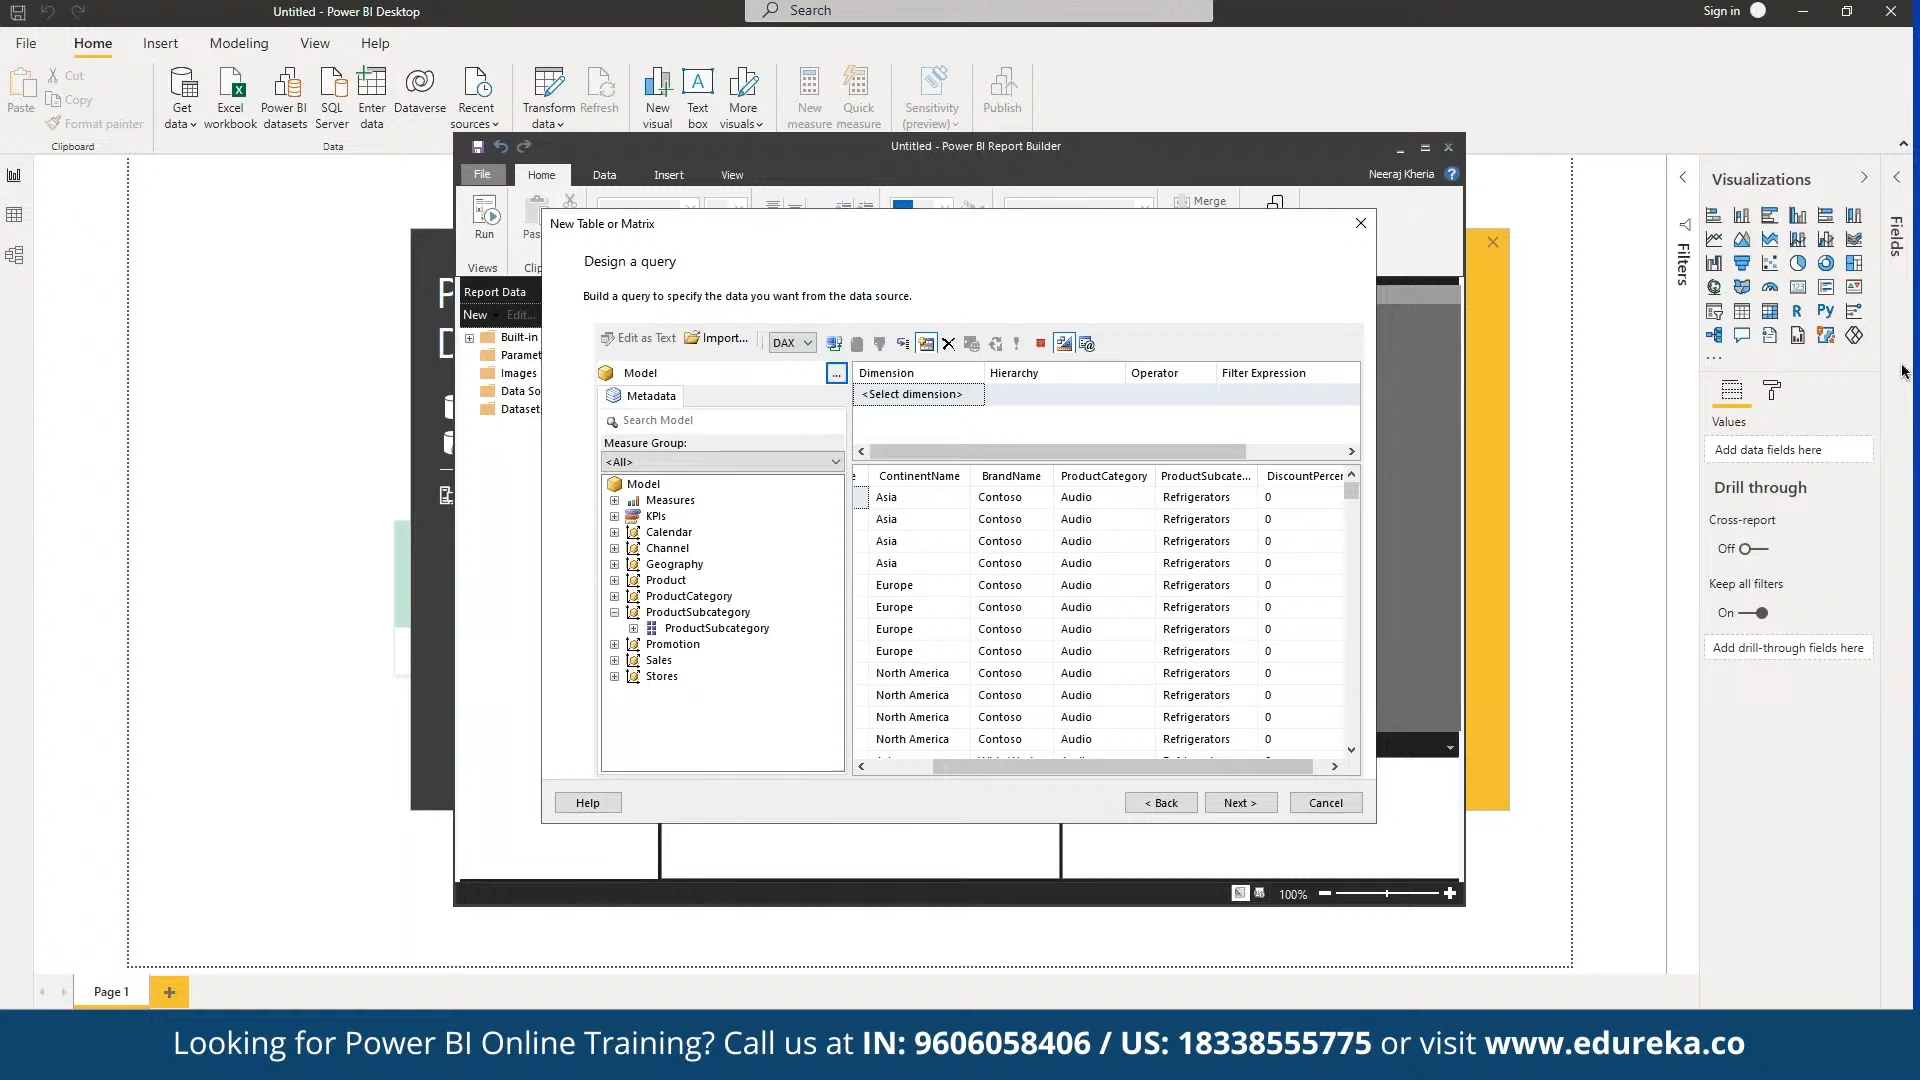 Untitled - Power BI Desktop
Search
Sign in
File Home Insert Modeling View Help
Paste
Cut
Copy
Format painter
Clipboard
Get data
Excel workbook
Power BI datasets
SQL Server
Enter data
Dataverse
Recent sources
Data
Transform data
Refresh
New visual
Text box
More visuals
New measure
Quick measure
Sensitivity (preview)
Publish
Untitled - Power BI Report Builder
File Home Data Insert View
Neeraj Kheria
Run
Views
Merge
Report Data
New Edit...
Built-in
Paramet
Images
Data So
Dataset
New Table or Matrix
Design a query
Build a query to specify the data you want from the data source.
Edit as Text Import... DAX
Model ...
Metadata
Search Model
Measure Group:
<All>
Model
Measures
KPIs
Calendar
Channel
Geography
Product
ProductCategory
ProductSubcategory
ProductSubcategory
Promotion
Sales
Stores
Dimension Hierarchy Operator Filter Expression
<Select dimension>
ContinentName BrandName ProductCategory ProductSubcate... DiscountPercen
Asia Contoso Audio Refrigerators 0
Asia Contoso Audio Refrigerators 0
Asia Contoso Audio Refrigerators 0
Asia Contoso Audio Refrigerators 0
Europe Contoso Audio Refrigerators 0
Europe Contoso Audio Refrigerators 0
Europe Contoso Audio Refrigerators 0
Europe Contoso Audio Refrigerators 0
North America Contoso Audio Refrigerators 0
North America Contoso Audio Refrigerators 0
North America Contoso Audio Refrigerators 0
North America Contoso Audio Refrigerators 0
Help < Back Next > Cancel
100%
Filters
Visualizations
R Py
...
Values
Add data fields here
Drill through
Cross-report
Off
Keep all filters
On
Add drill-through fields here
Fields
Page 1
Looking for Power BI Online Training? Call us at IN: 9606058406 / US: 18338555775 or visit www.edureka.co